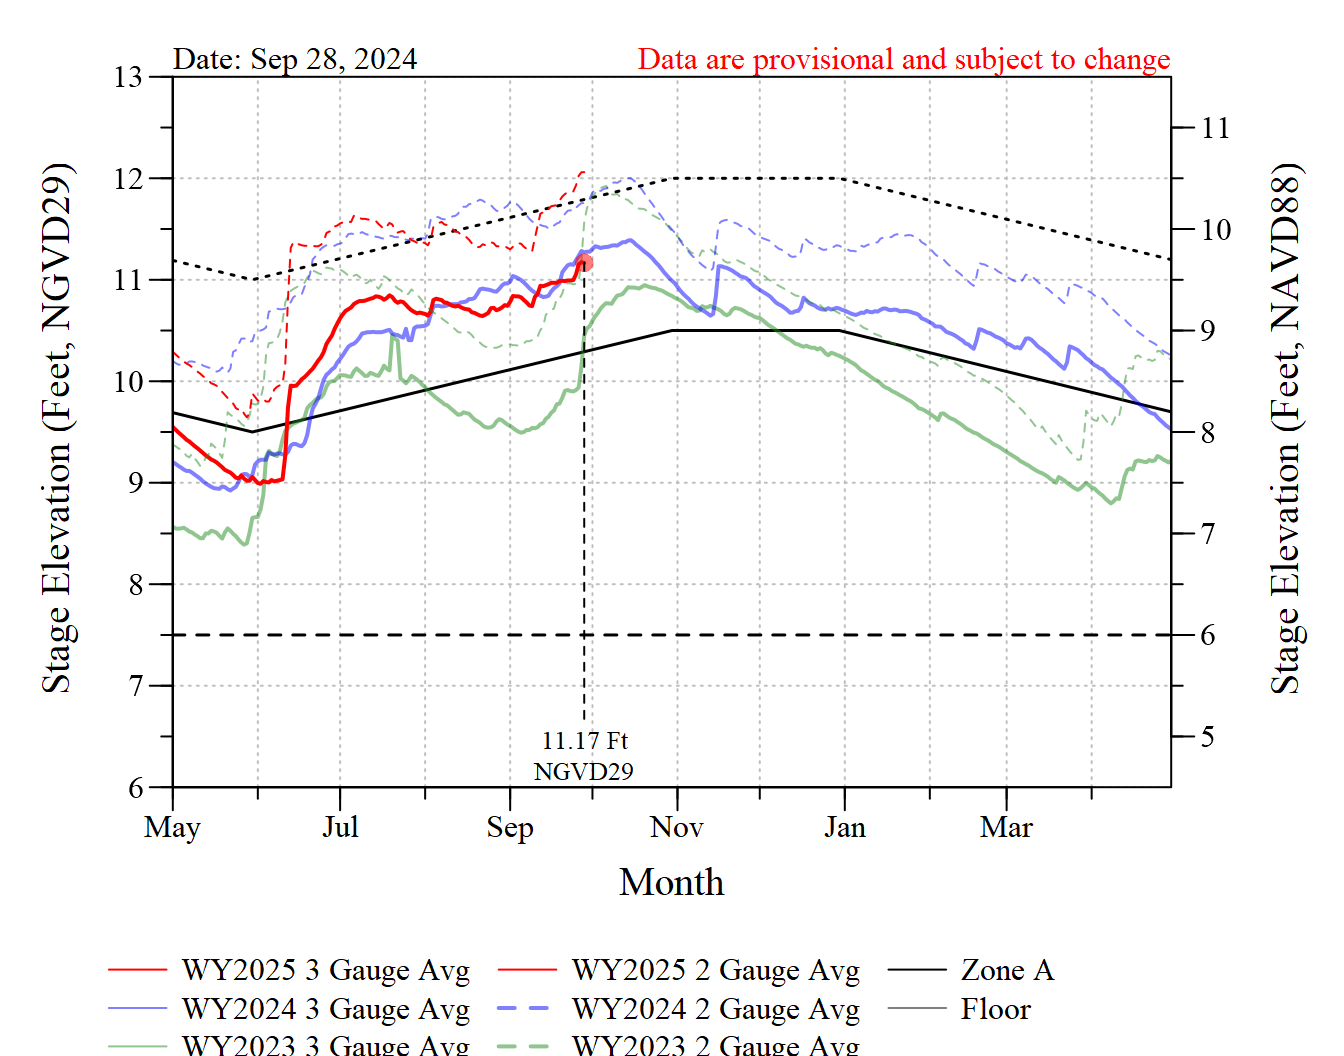 Date: Sep 28, 2024
Data are provisional and subject to change
13
12
11
10
9
8
7
6
Stage Elevation (Feet, NGVD29)
11
10
9
8
7
6
5
Stage Elevation (Feet, NAVD88)
11.17 Ft
NGVD29
May Jul Sep Nov Jan Mar
Month
WY2025 3 Gauge Avg WY2025 2 Gauge Avg Zone A
WY2024 3 Gauge Avg WY2024 2 Gauge Avg Floor
WY2023 3 Gauge Avg WY2023 2 Gauge Avg